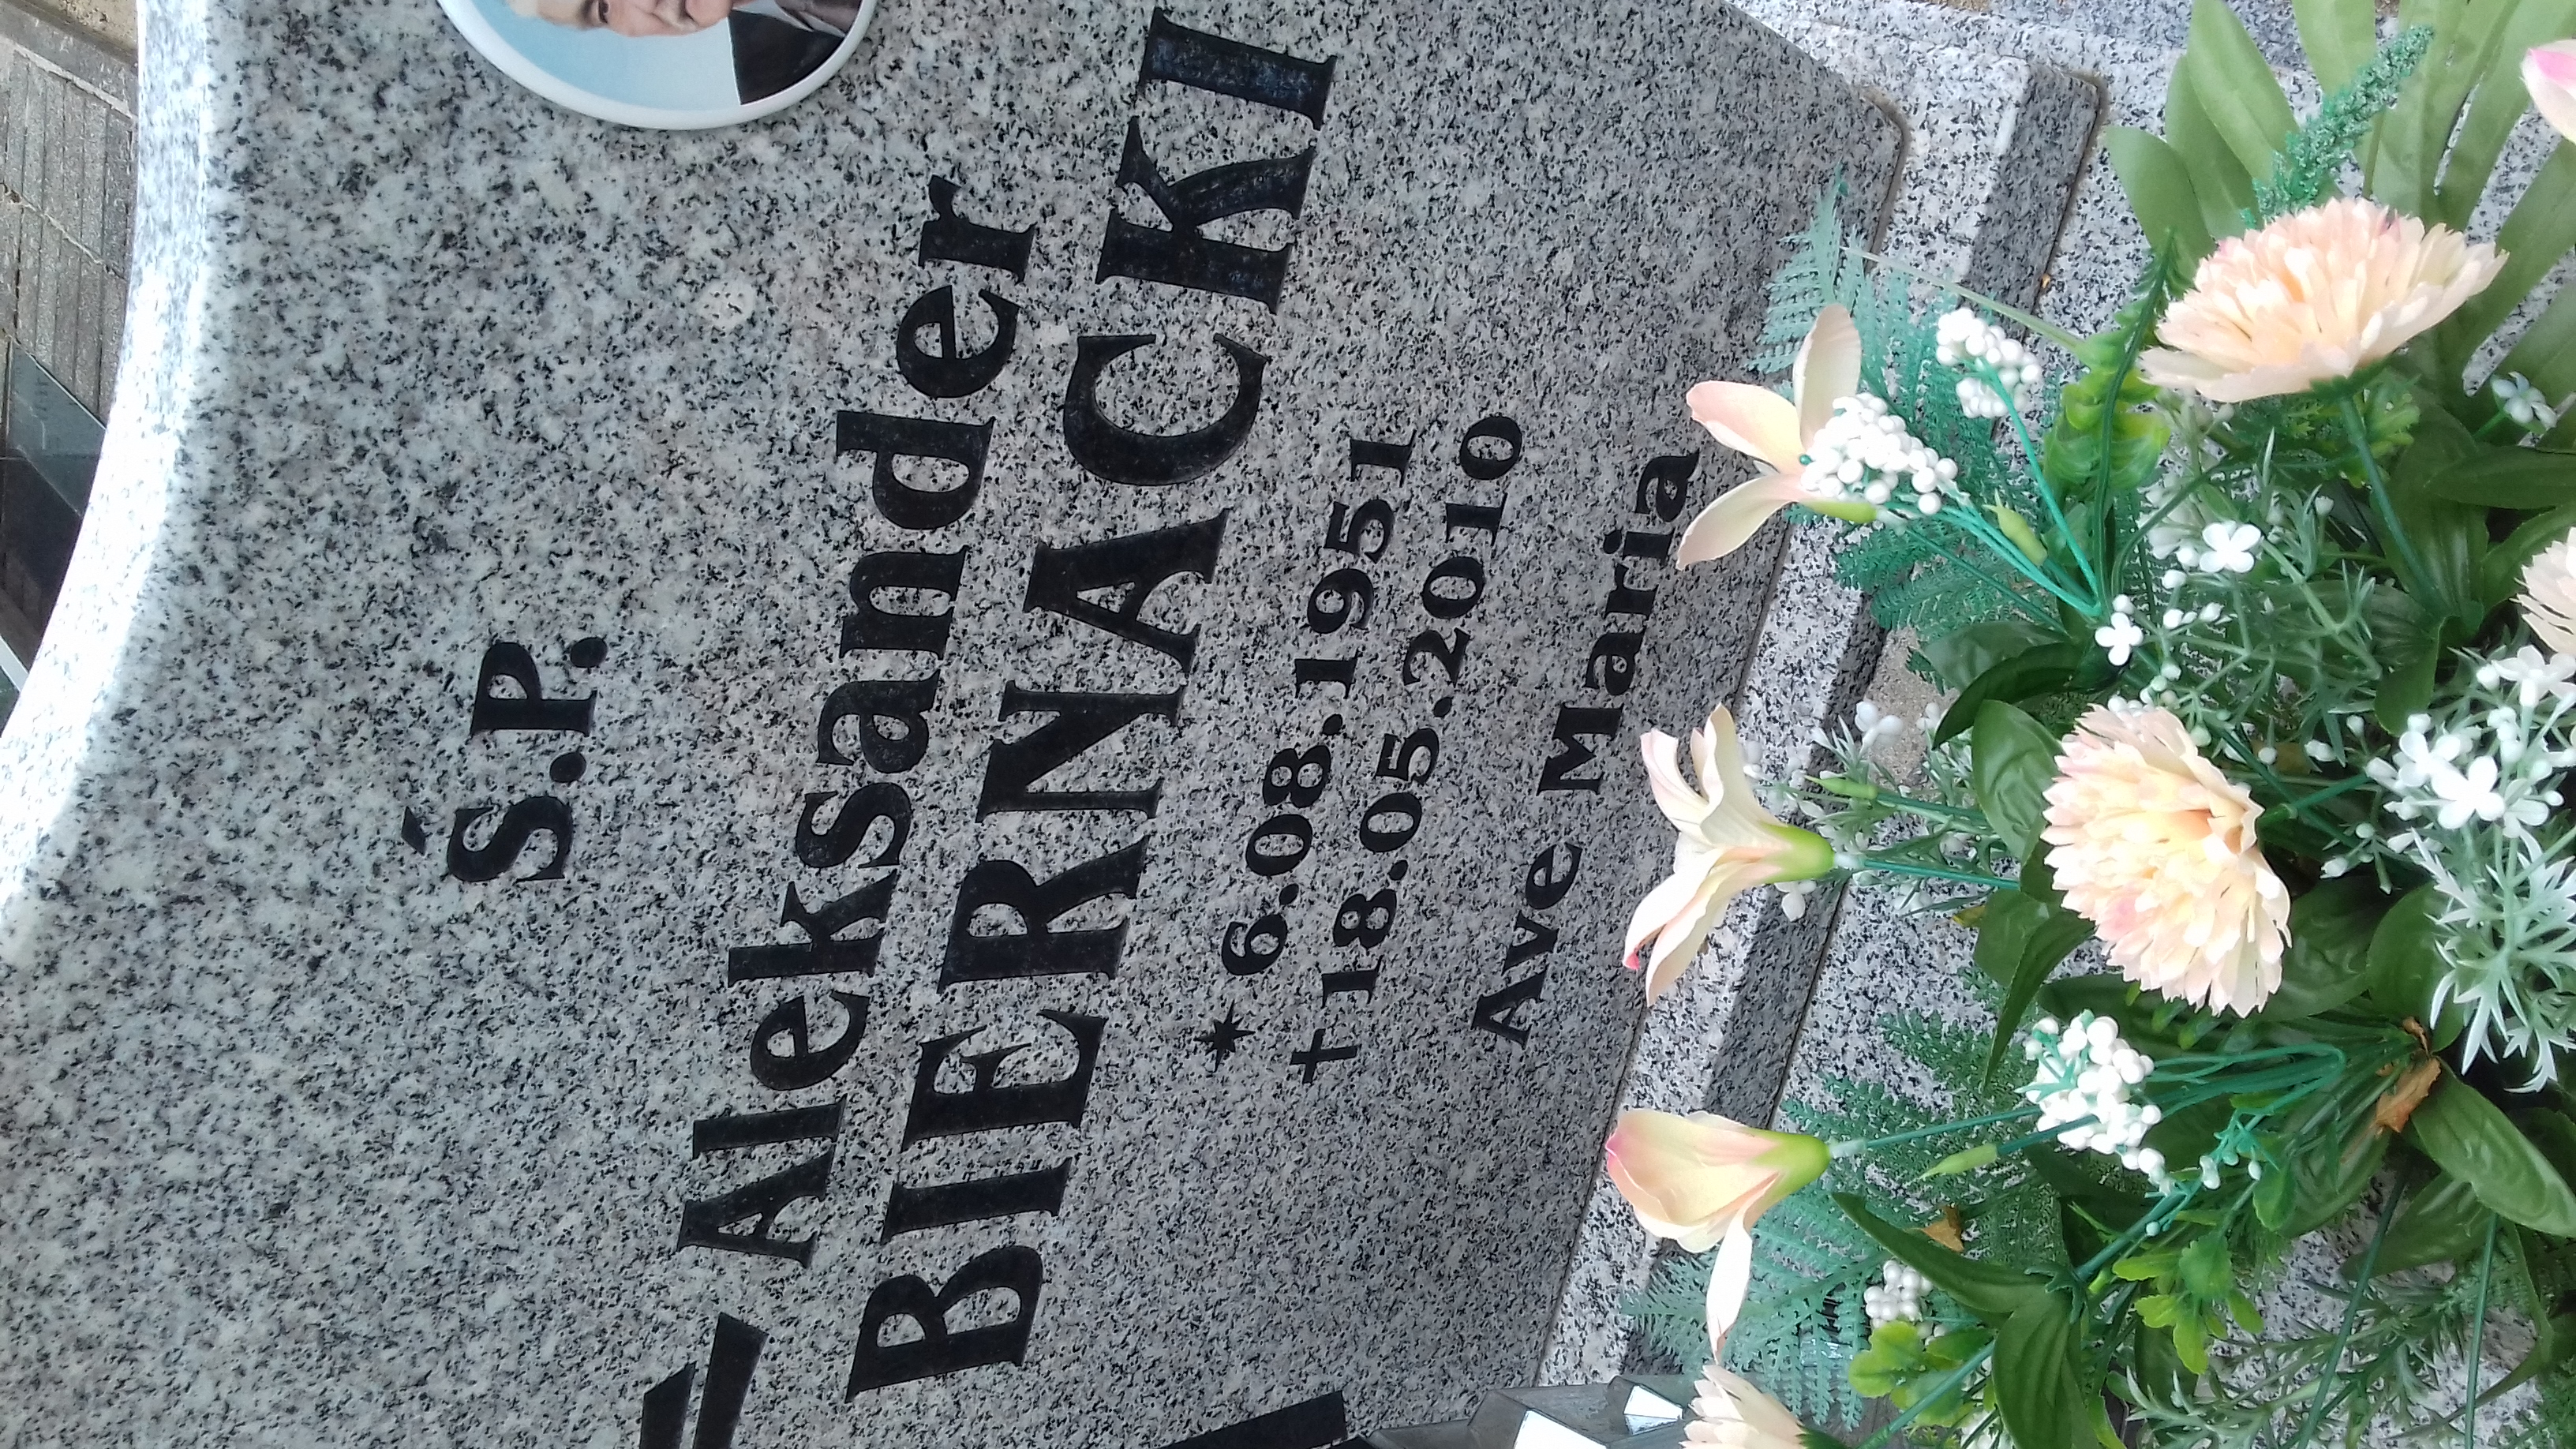 Ś.P.
Aleksander
BIERNACKI
* 6.08.1951
†18.05.2010
Ave Maria